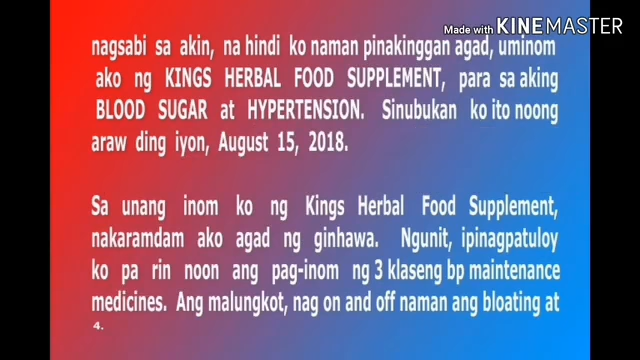 Made with KINEMASTER
nagsabi sa akin, na hindi ko naman pinakinggan agad, uminom
ako ng KINGS HERBAL FOOD SUPPLEMENT, para sa aking
BLOOD SUGAR at HYPERTENSION. Sinubukan ko ito noong
araw ding iyon, August 15, 2018.
Sa unang inom ko ng Kings Herbal Food Supplement,
nakaramdam ako agad ng ginhawa. Ngunit, ipinagpatuloy
ko pa rin noon ang pag-inom ng 3 klaseng bp maintenance
medicines. Ang malungkot, nag on and off naman ang bloating at
4.